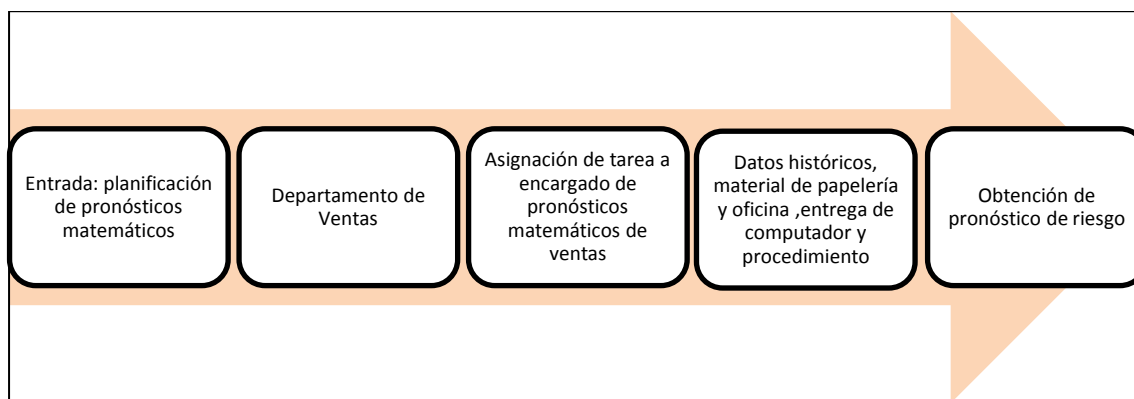 Entrada: planificación
de pronósticos
matemáticos
Departamento de
Ventas
Asignación de tarea a
encargado de
pronósticos
matemáticos de
ventas
Datos históricos,
material de papelería
y oficina ,entrega de
computador y
procedimiento
Obtención de
pronóstico de riesgo